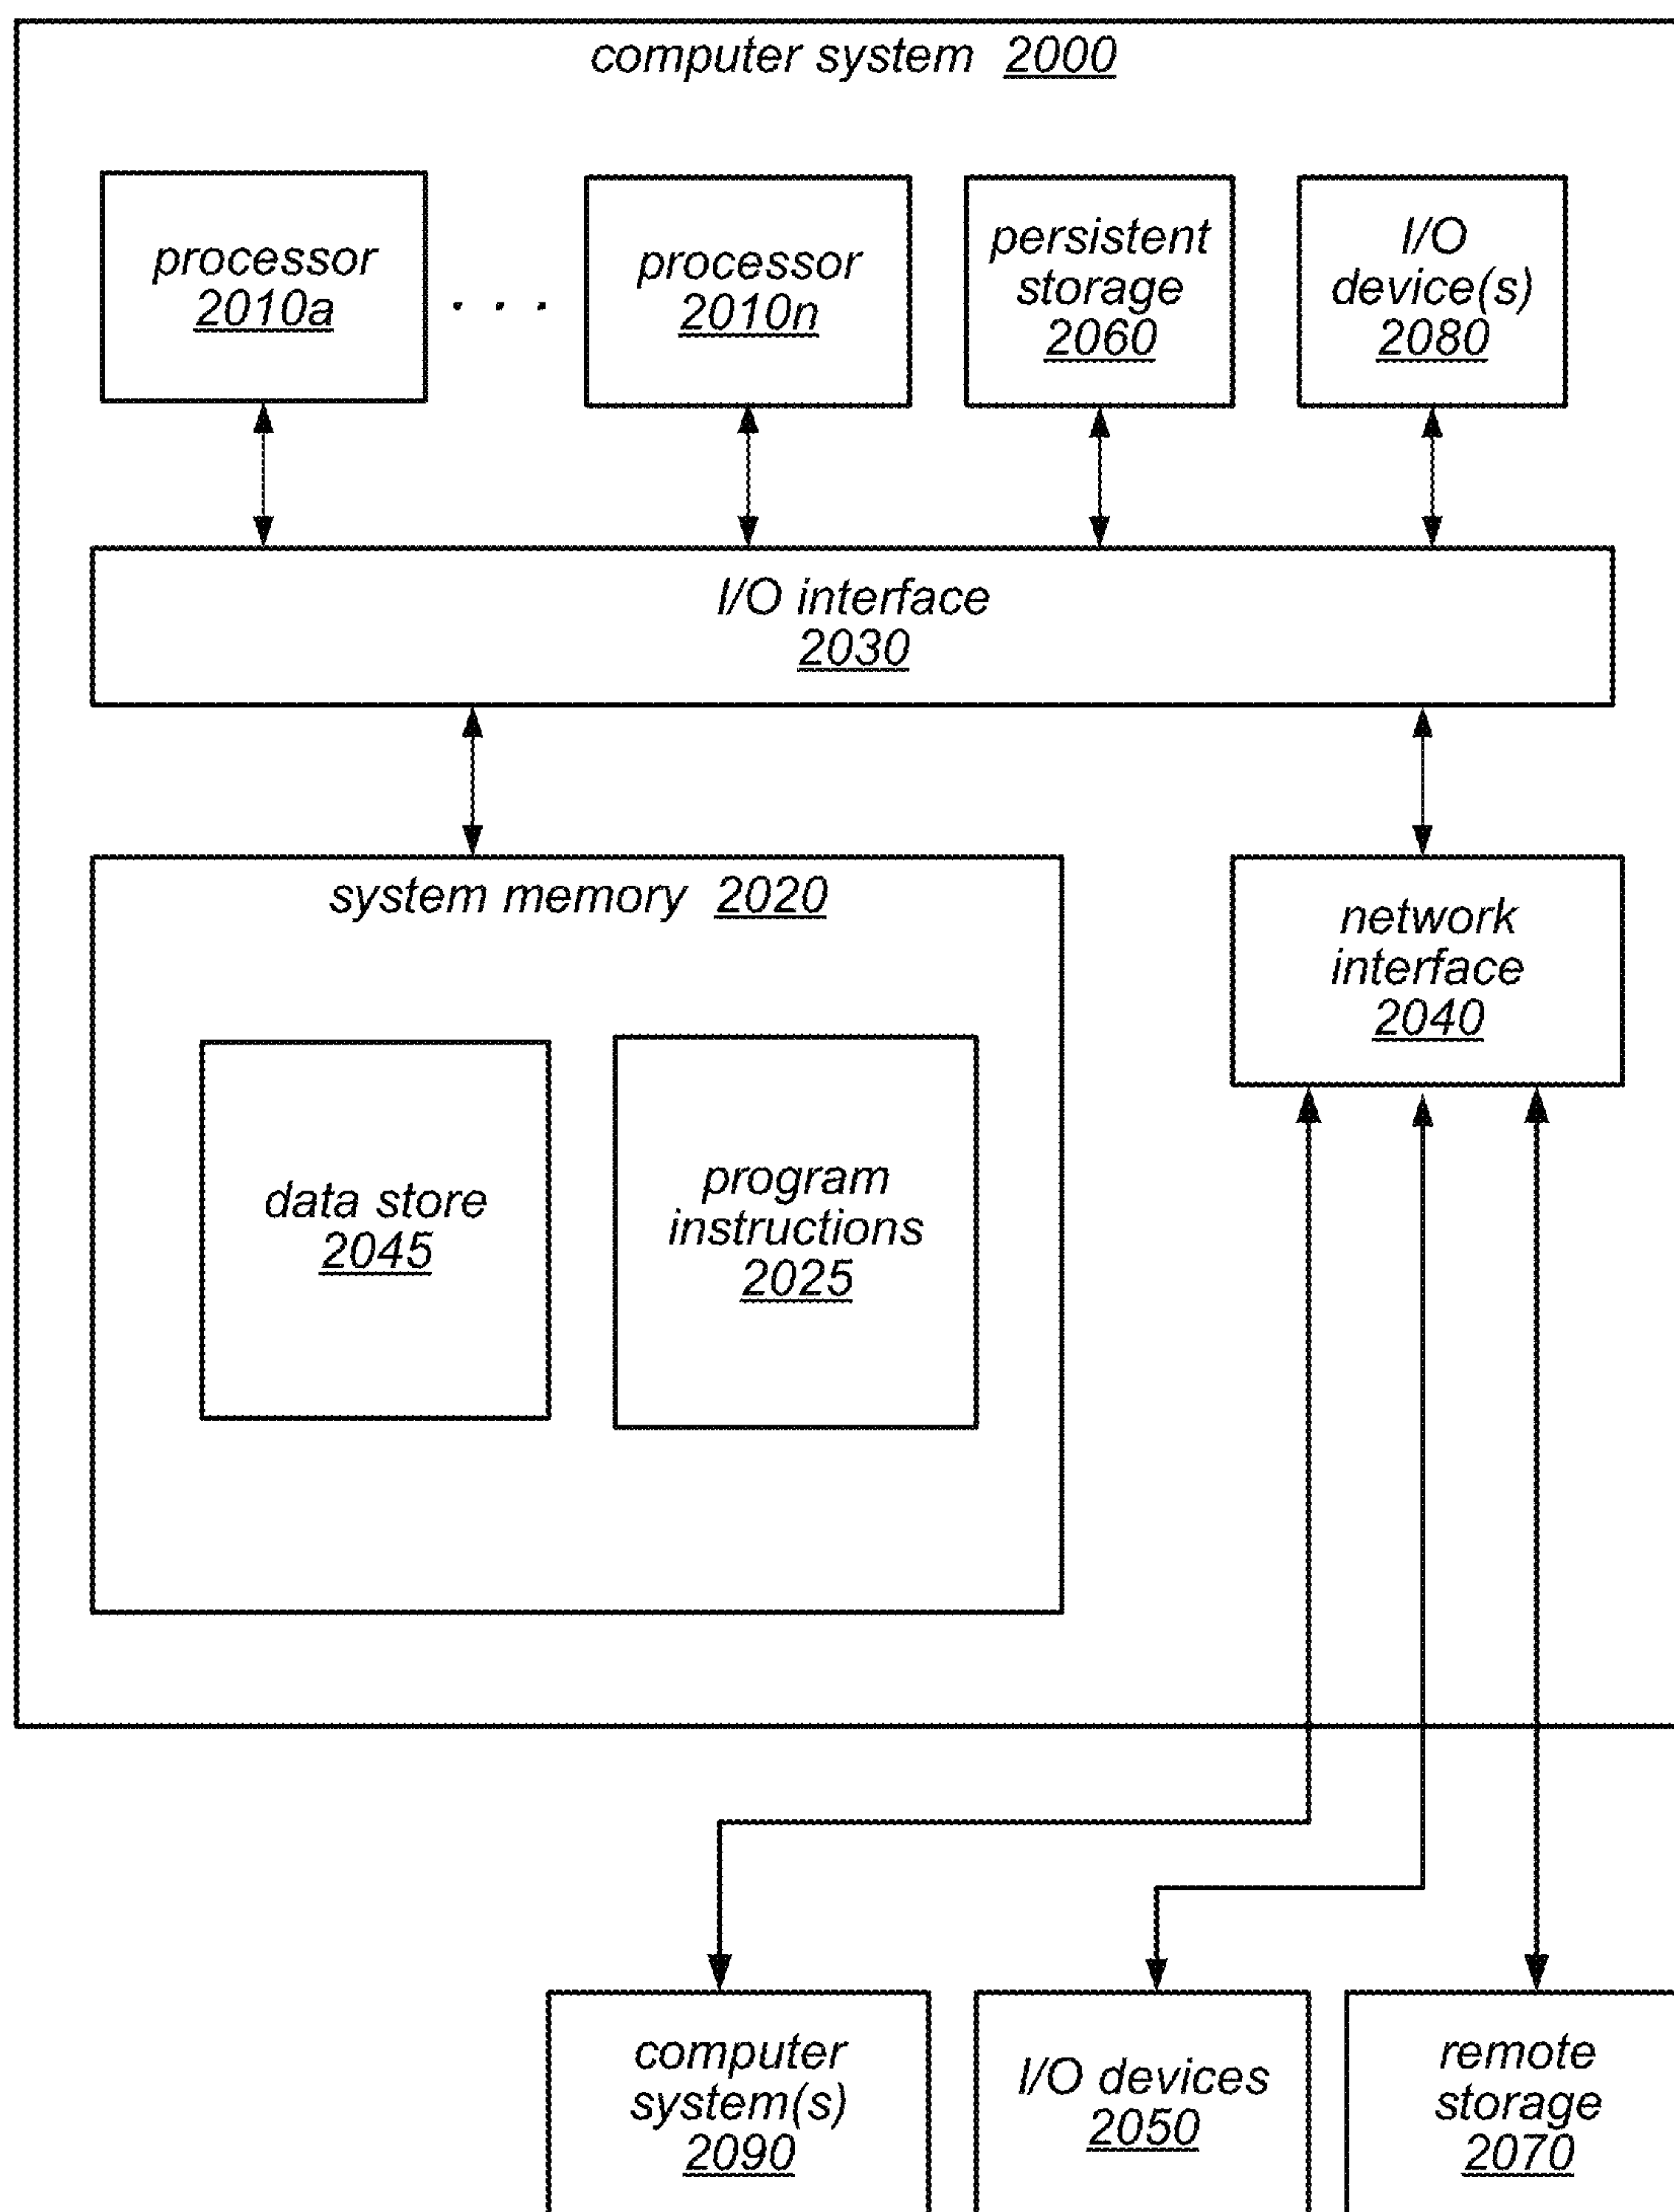 computer system 2000
processor
2010a
. . .
processor
2010n
persistent
storage
2060
I/O
device(s)
2080
I/O interface
2030
system memory 2020
network
interface
2040
data store
2045
program
instructions
2025
computer
system(s)
2090
I/O devices
2050
remote
storage
2070